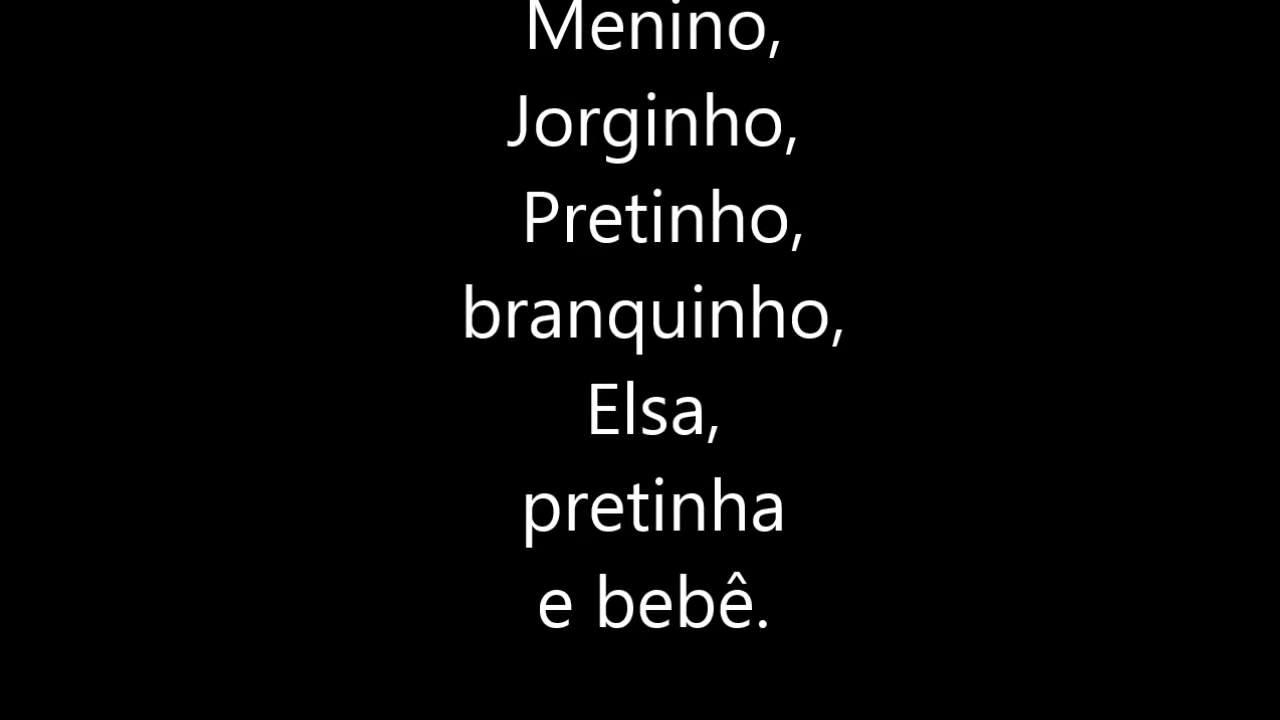 Menino,
Jorginho,
Pretinho,
branquinho,
Elsa,
pretinha
e bebê.